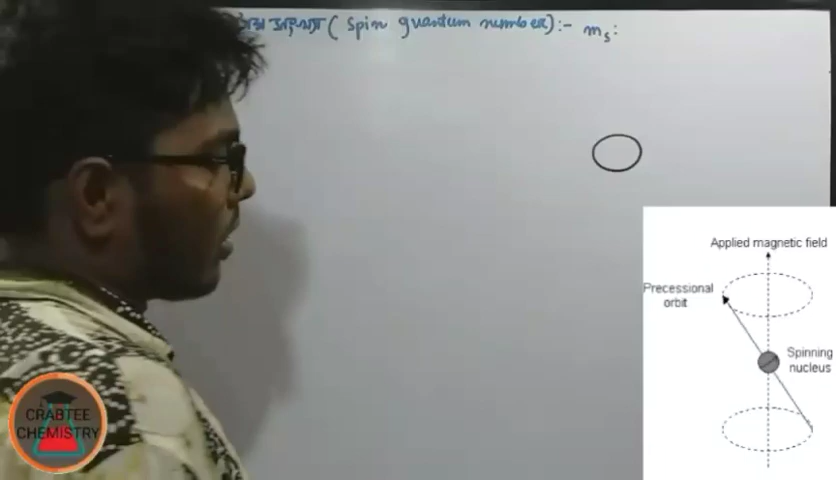 (Spin quantum number):- ms:
Applied magnetic field
Precessional
orbit
Spinning
nucleus
CRABTEE
CHEMISTRY